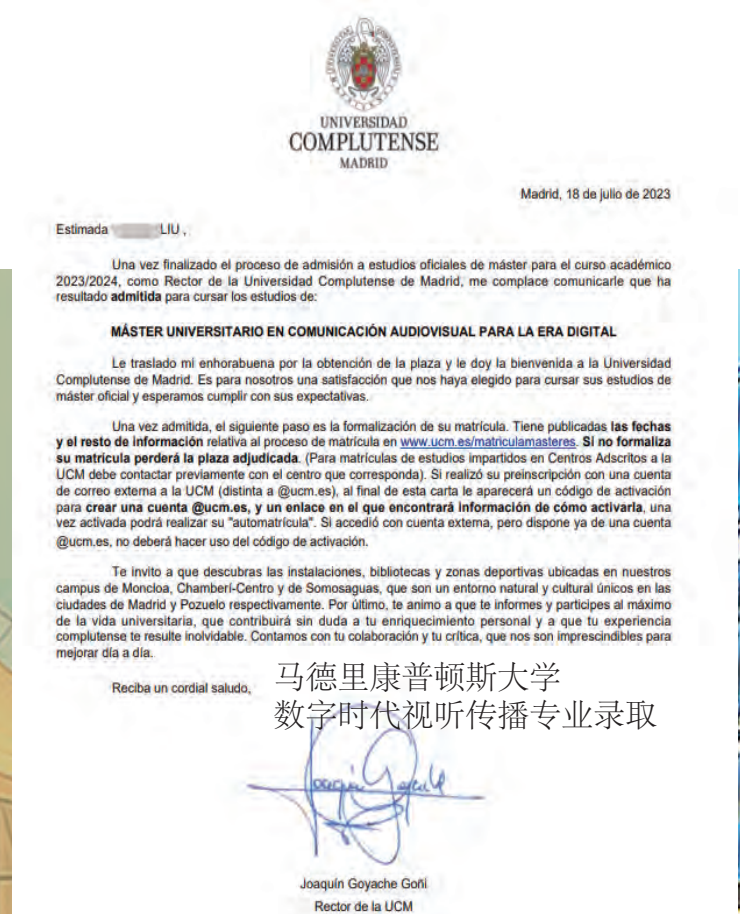 UNIVERSIDAD
COMPLUTENSE
MADRID
Madrid, 18 de julio de 2023
Estimada LIU ,
Una vez finalizado el proceso de admisión a estudios oficiales de máster para el curso académico
2023/2024, como Rector de la Universidad Complutense de Madrid, me complace comunicarle que ha
resultado admitida para cursar los estudios de:
MÁSTER UNIVERSITARIO EN COMUNICACIÓN AUDIOVISUAL PARA LA ERA DIGITAL
Le traslado mi enhorabuena por la obtención de la plaza y le doy la bienvenida a la Universidad
Complutense de Madrid. Es para nosotros una satisfacción que nos haya elegido para cursar sus estudios de
máster oficial y esperamos cumplir con sus expectativas.
Una vez admitida, el siguiente paso es la formalización de su matrícula. Tiene publicadas las fechas
y el resto de información relativa al proceso de matrícula en www.ucm.es/matriculamasteres. Si no formaliza
su matrícula perderá la plaza adjudicada. (Para matrículas de estudios impartidos en Centros Adscritos a la
UCM debe contactar previamente con el centro que corresponda). Si realizó su preinscripción con una cuenta
de correo externa a la UCM (distinta a @ucm.es), al final de esta carta le aparecerá un código de activación
para crear una cuenta @ucm.es, y un enlace en el que encontrará información de cómo activarla, una
vez activada podrá realizar su "automatrícula". Si accedió con cuenta externa, pero dispone ya de una cuenta
@ucm.es, no deberá hacer uso del código de activación.
Te invito a que descubras las instalaciones, bibliotecas y zonas deportivas ubicadas en nuestros
campus de Moncloa, Chamberí-Centro y de Somosaguas, que son un entorno natural y cultural únicos en las
ciudades de Madrid y Pozuelo respectivamente. Por último, te animo a que te informes y participes al máximo
de la vida universitaria, que contribuirá sin duda a tu enriquecimiento personal y a que tu experiencia
complutense te resulte inolvidable. Contamos con tu colaboración y tu crítica, que nos son imprescindibles para
mejorar día a día.
Reciba un cordial saludo,
马德里康普顿斯大学
数字时代视听传播专业录取
Joaquín Goyache Goñi
Rector de la UCM